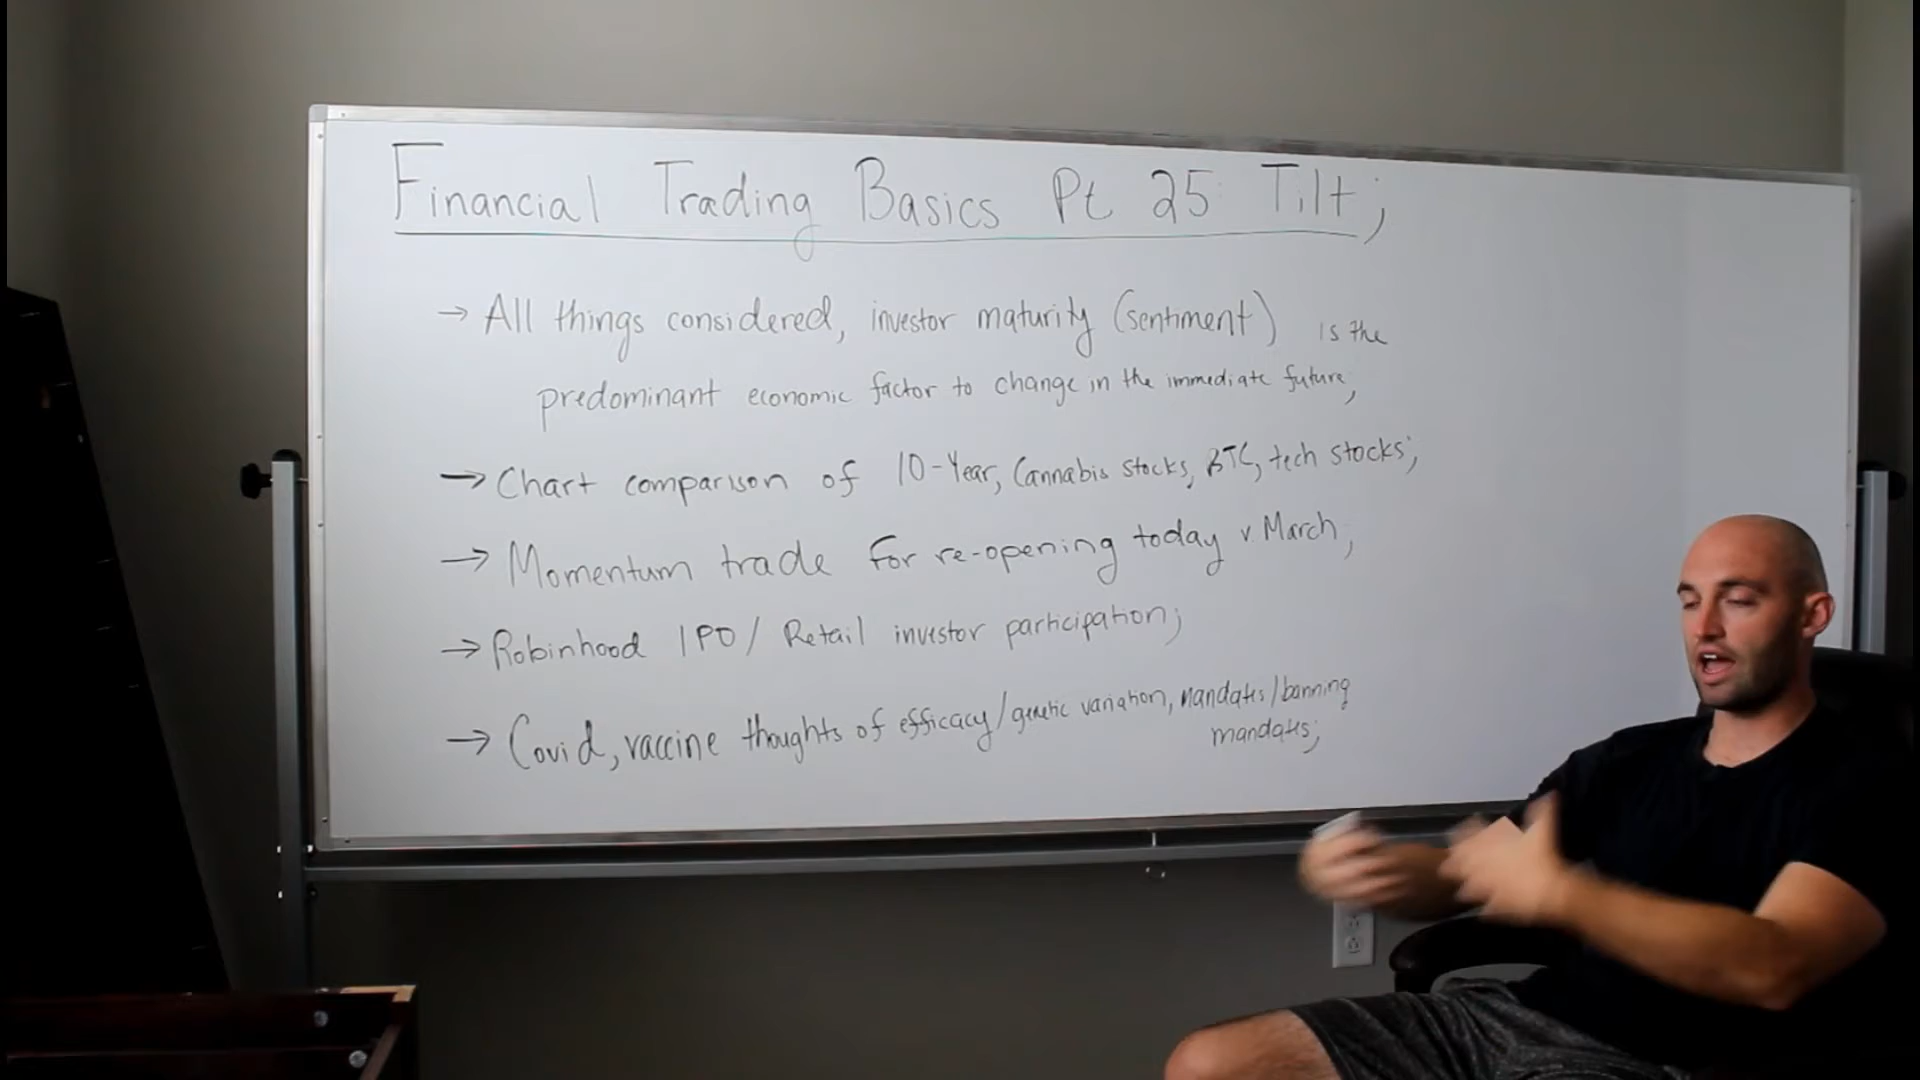 Financial Trading Basics Pt 25: Tilt;
→ All things considered, investor maturity (sentiment) is the
predominant economic factor to change in the immediate future;
→ Chart comparison of 10-Year, Cannabis stocks, BTC, tech stocks;
→ Momentum trade for re-opening today v. March;
→ Robinhood IPO / Retail investor participation;
→ Covid, vaccine thoughts of efficacy/genetic variation, mandates/banning
mandates;